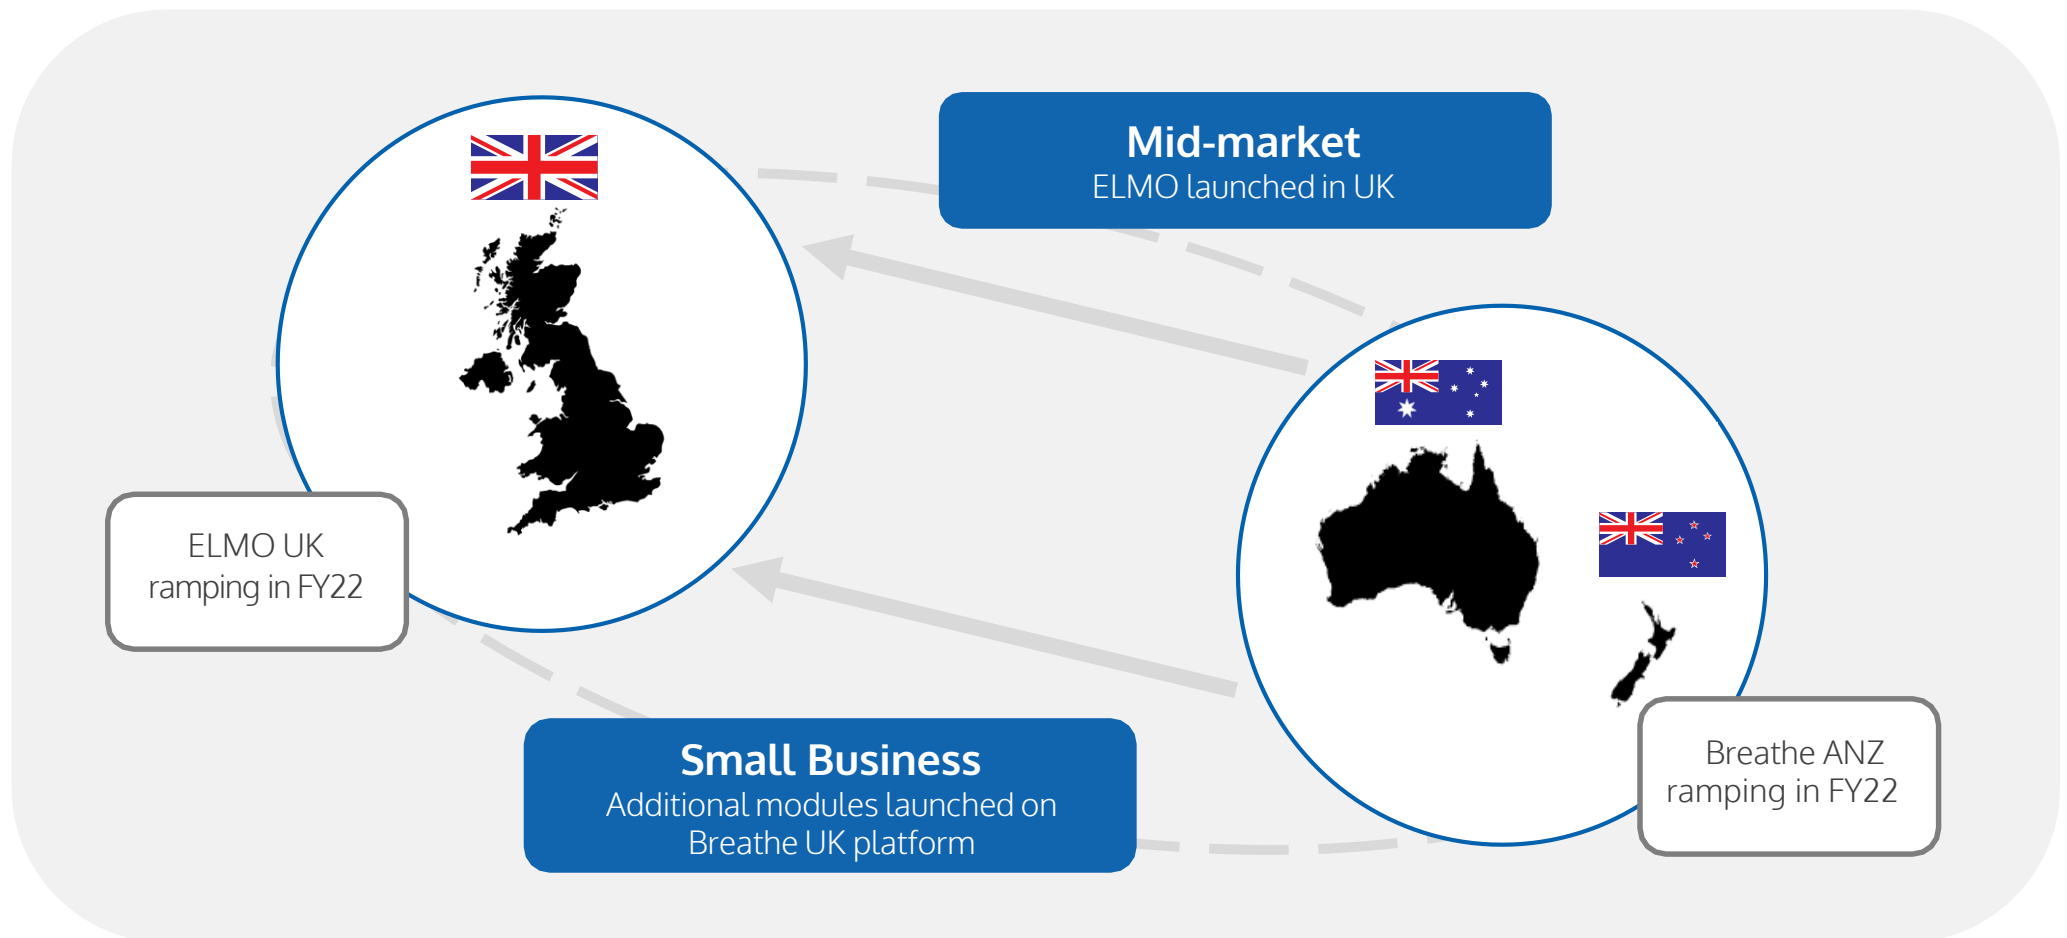 Mid-market
ELMO launched in UK
ELMO UK
ramping in FY22
Small Business
Additional modules launched on
Breathe UK platform
Breathe ANZ
ramping in FY22